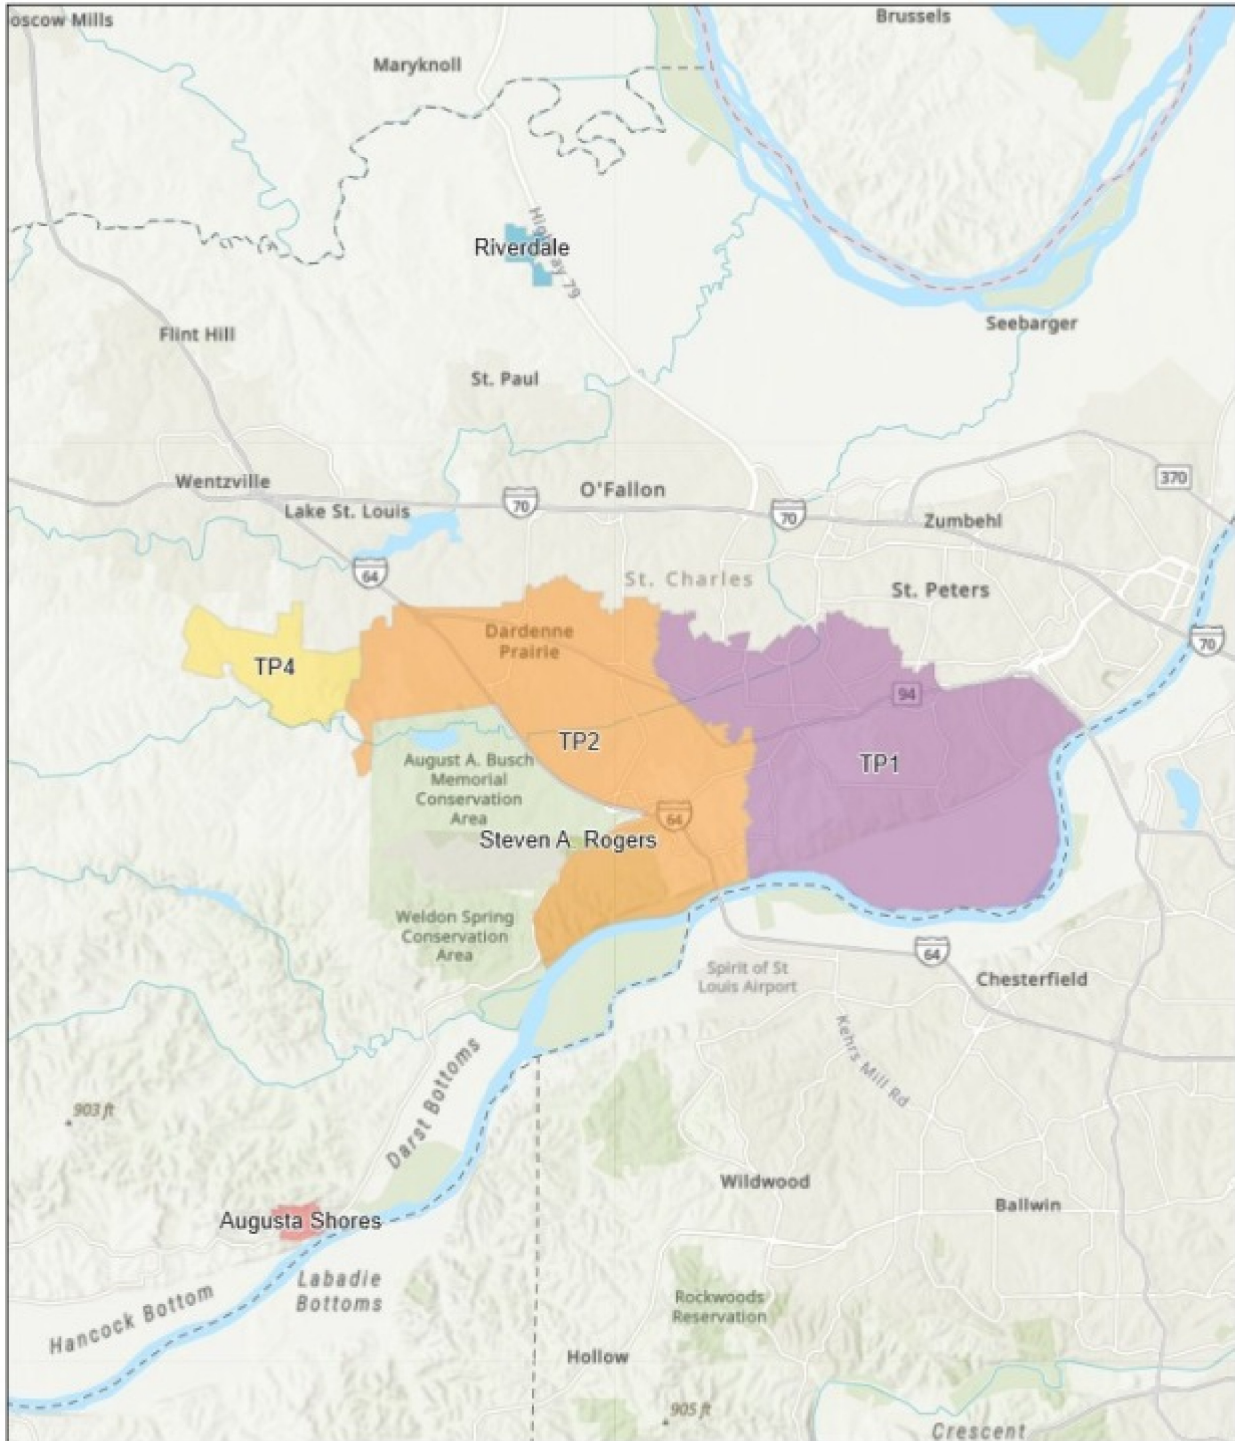 oscow Mills
Brussels
Maryknoll
Highway 79
Riverdale
Seebarger
Flint Hill
St. Paul
Wentzville
O'Fallon
370
70
70
Lake St. Louis
Zumbehl
64
St. Charles
St. Peters
Dardenne
Prairie
70
TP4
94
TP2
TP1
August A. Busch
Memorial
Conservation
Area
64
Steven A. Rogers
Weldon Spring
Conservation
Area
64
Spirit of St
Louis Airport
Chesterfield
Kehrs Mill Rd
Darst Bottoms
903 ft
Wildwood
Ballwin
Augusta Shores
Labadie
Bottoms
Hancock Bottom
Rockwoods
Reservation
Hollow
905 ft
Crescent